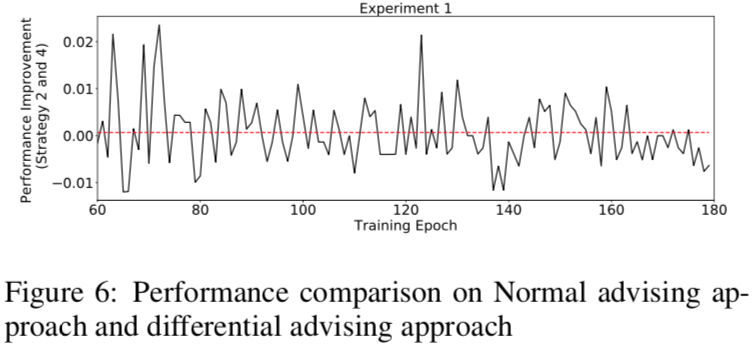 Experiment 1
Performance Improvement
(Strategy 2 and 4)
0.02
0.01
0.00
−0.01
60
80
100
120
140
160
180
Training Epoch
Figure 6: Performance comparison on Normal advising ap-
proach and differential advising approach